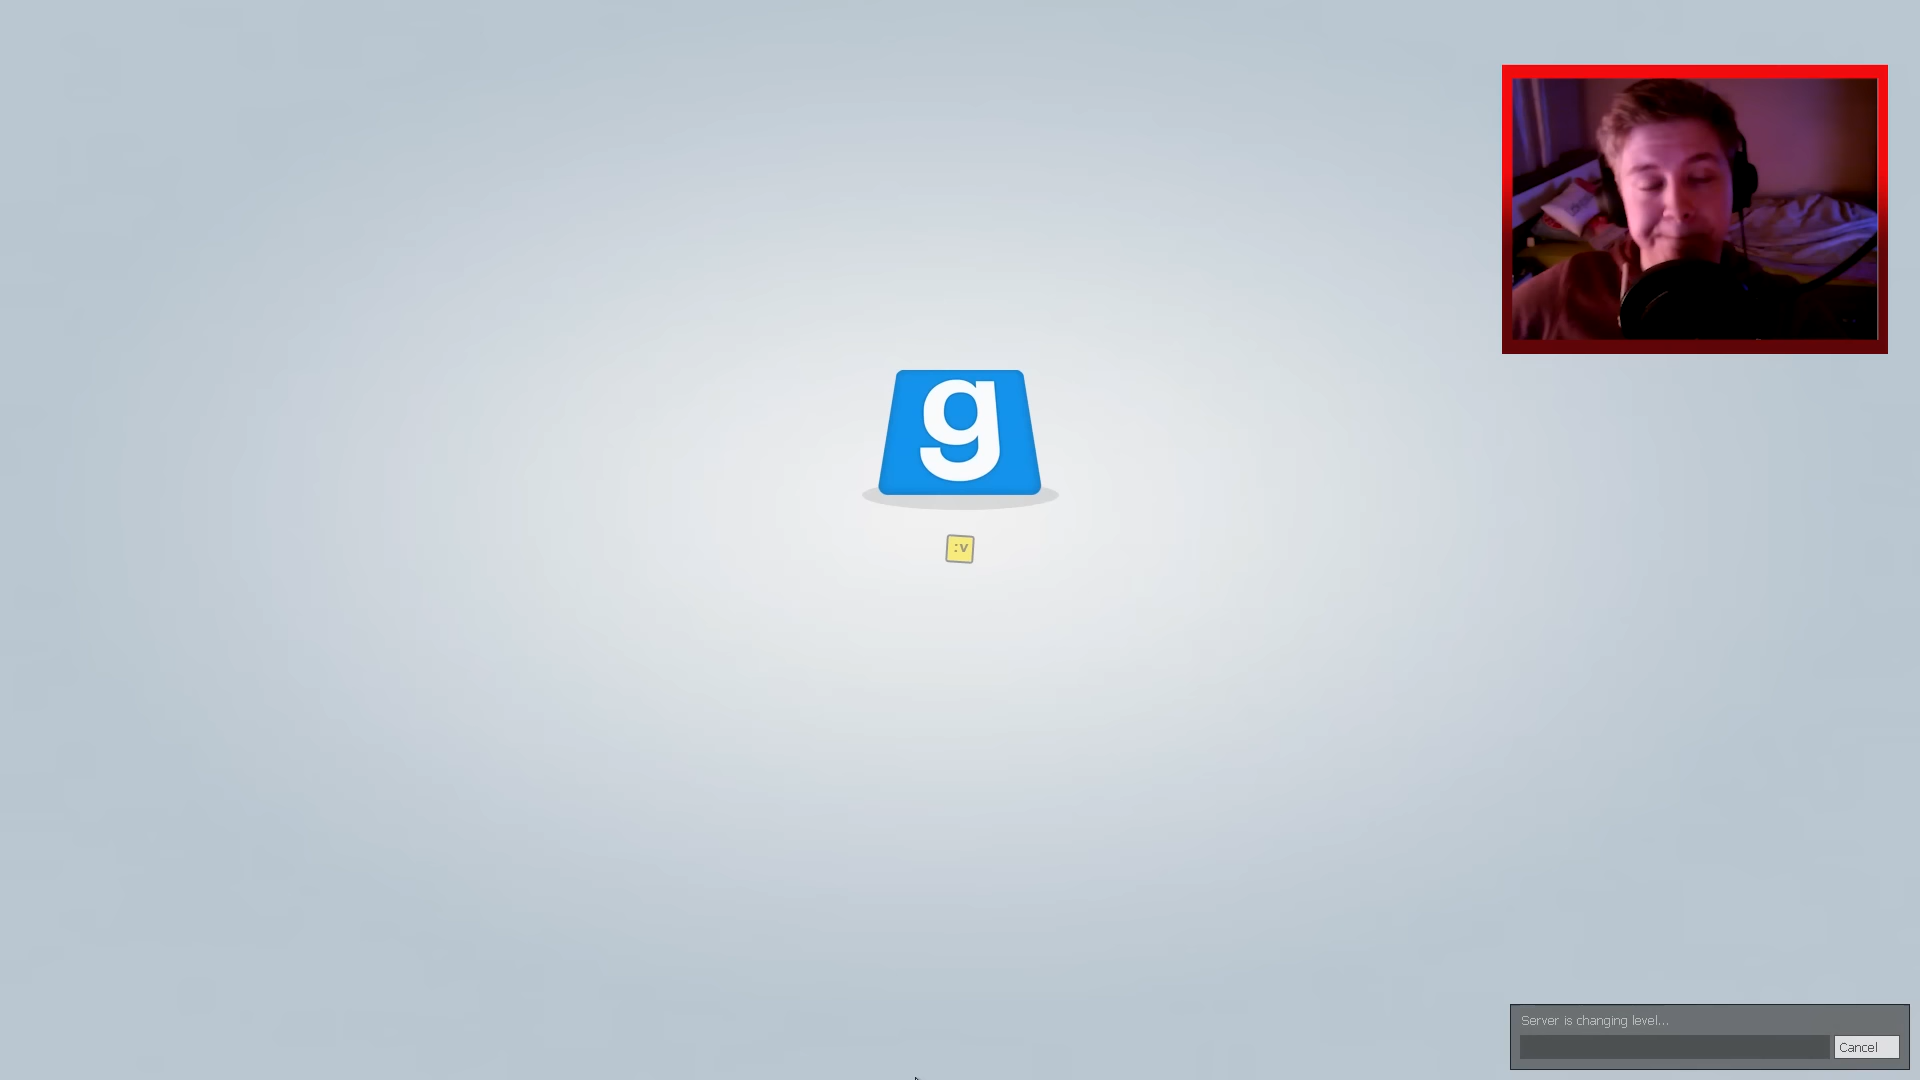 g
:v
Server is changing level...
Cancel